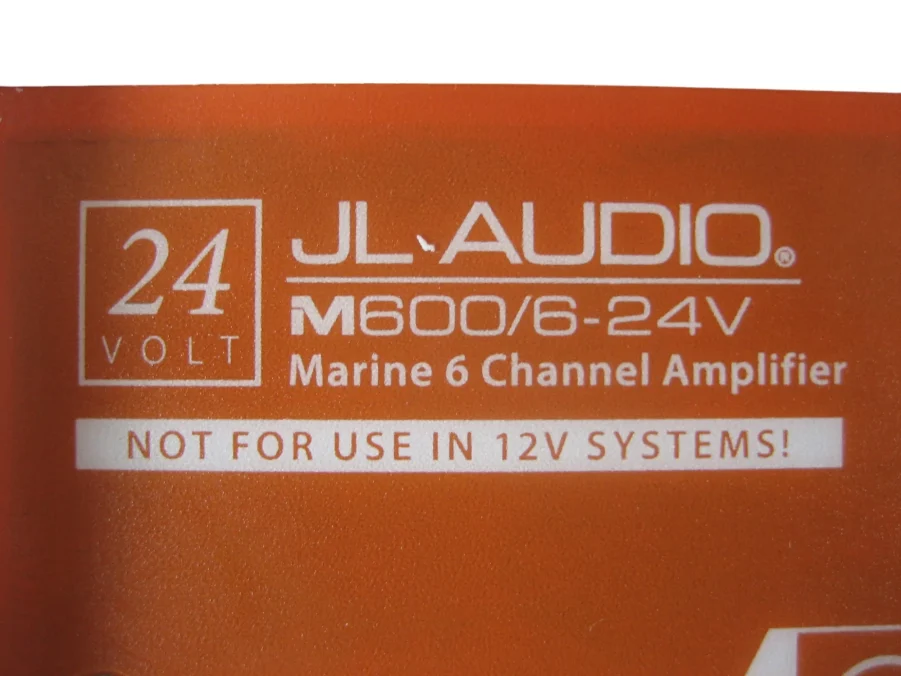 24
VOLT
JL AUDIO®
M600/6-24V
Marine 6 Channel Amplifier
NOT FOR USE IN 12V SYSTEMS!